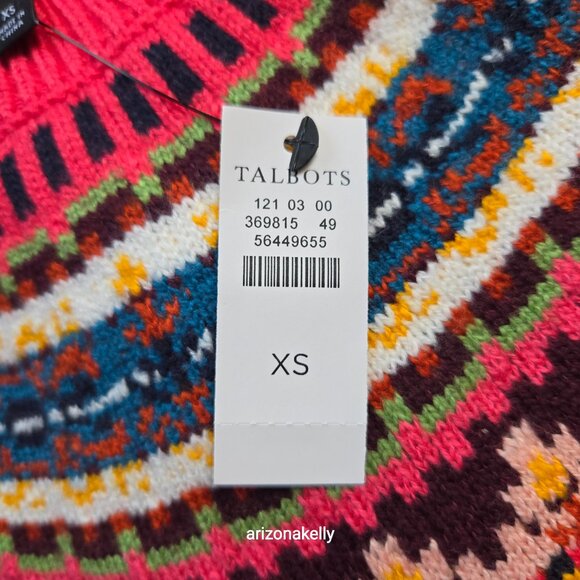 XS
TALBOTS
121 03 00
369815 49
56449655
XS
arizonakelly